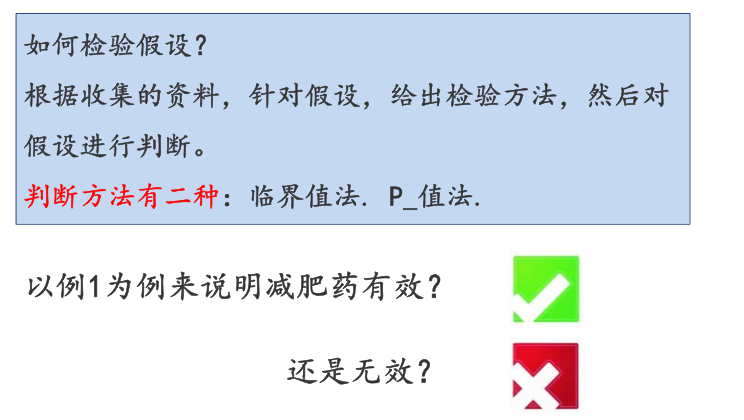 如何检验假设？
根据收集的资料，针对假设，给出检验方法，然后对
假设进行判断。
判断方法有二种：临界值法. P_值法.
以例1为例来说明减肥药有效？
还是无效？